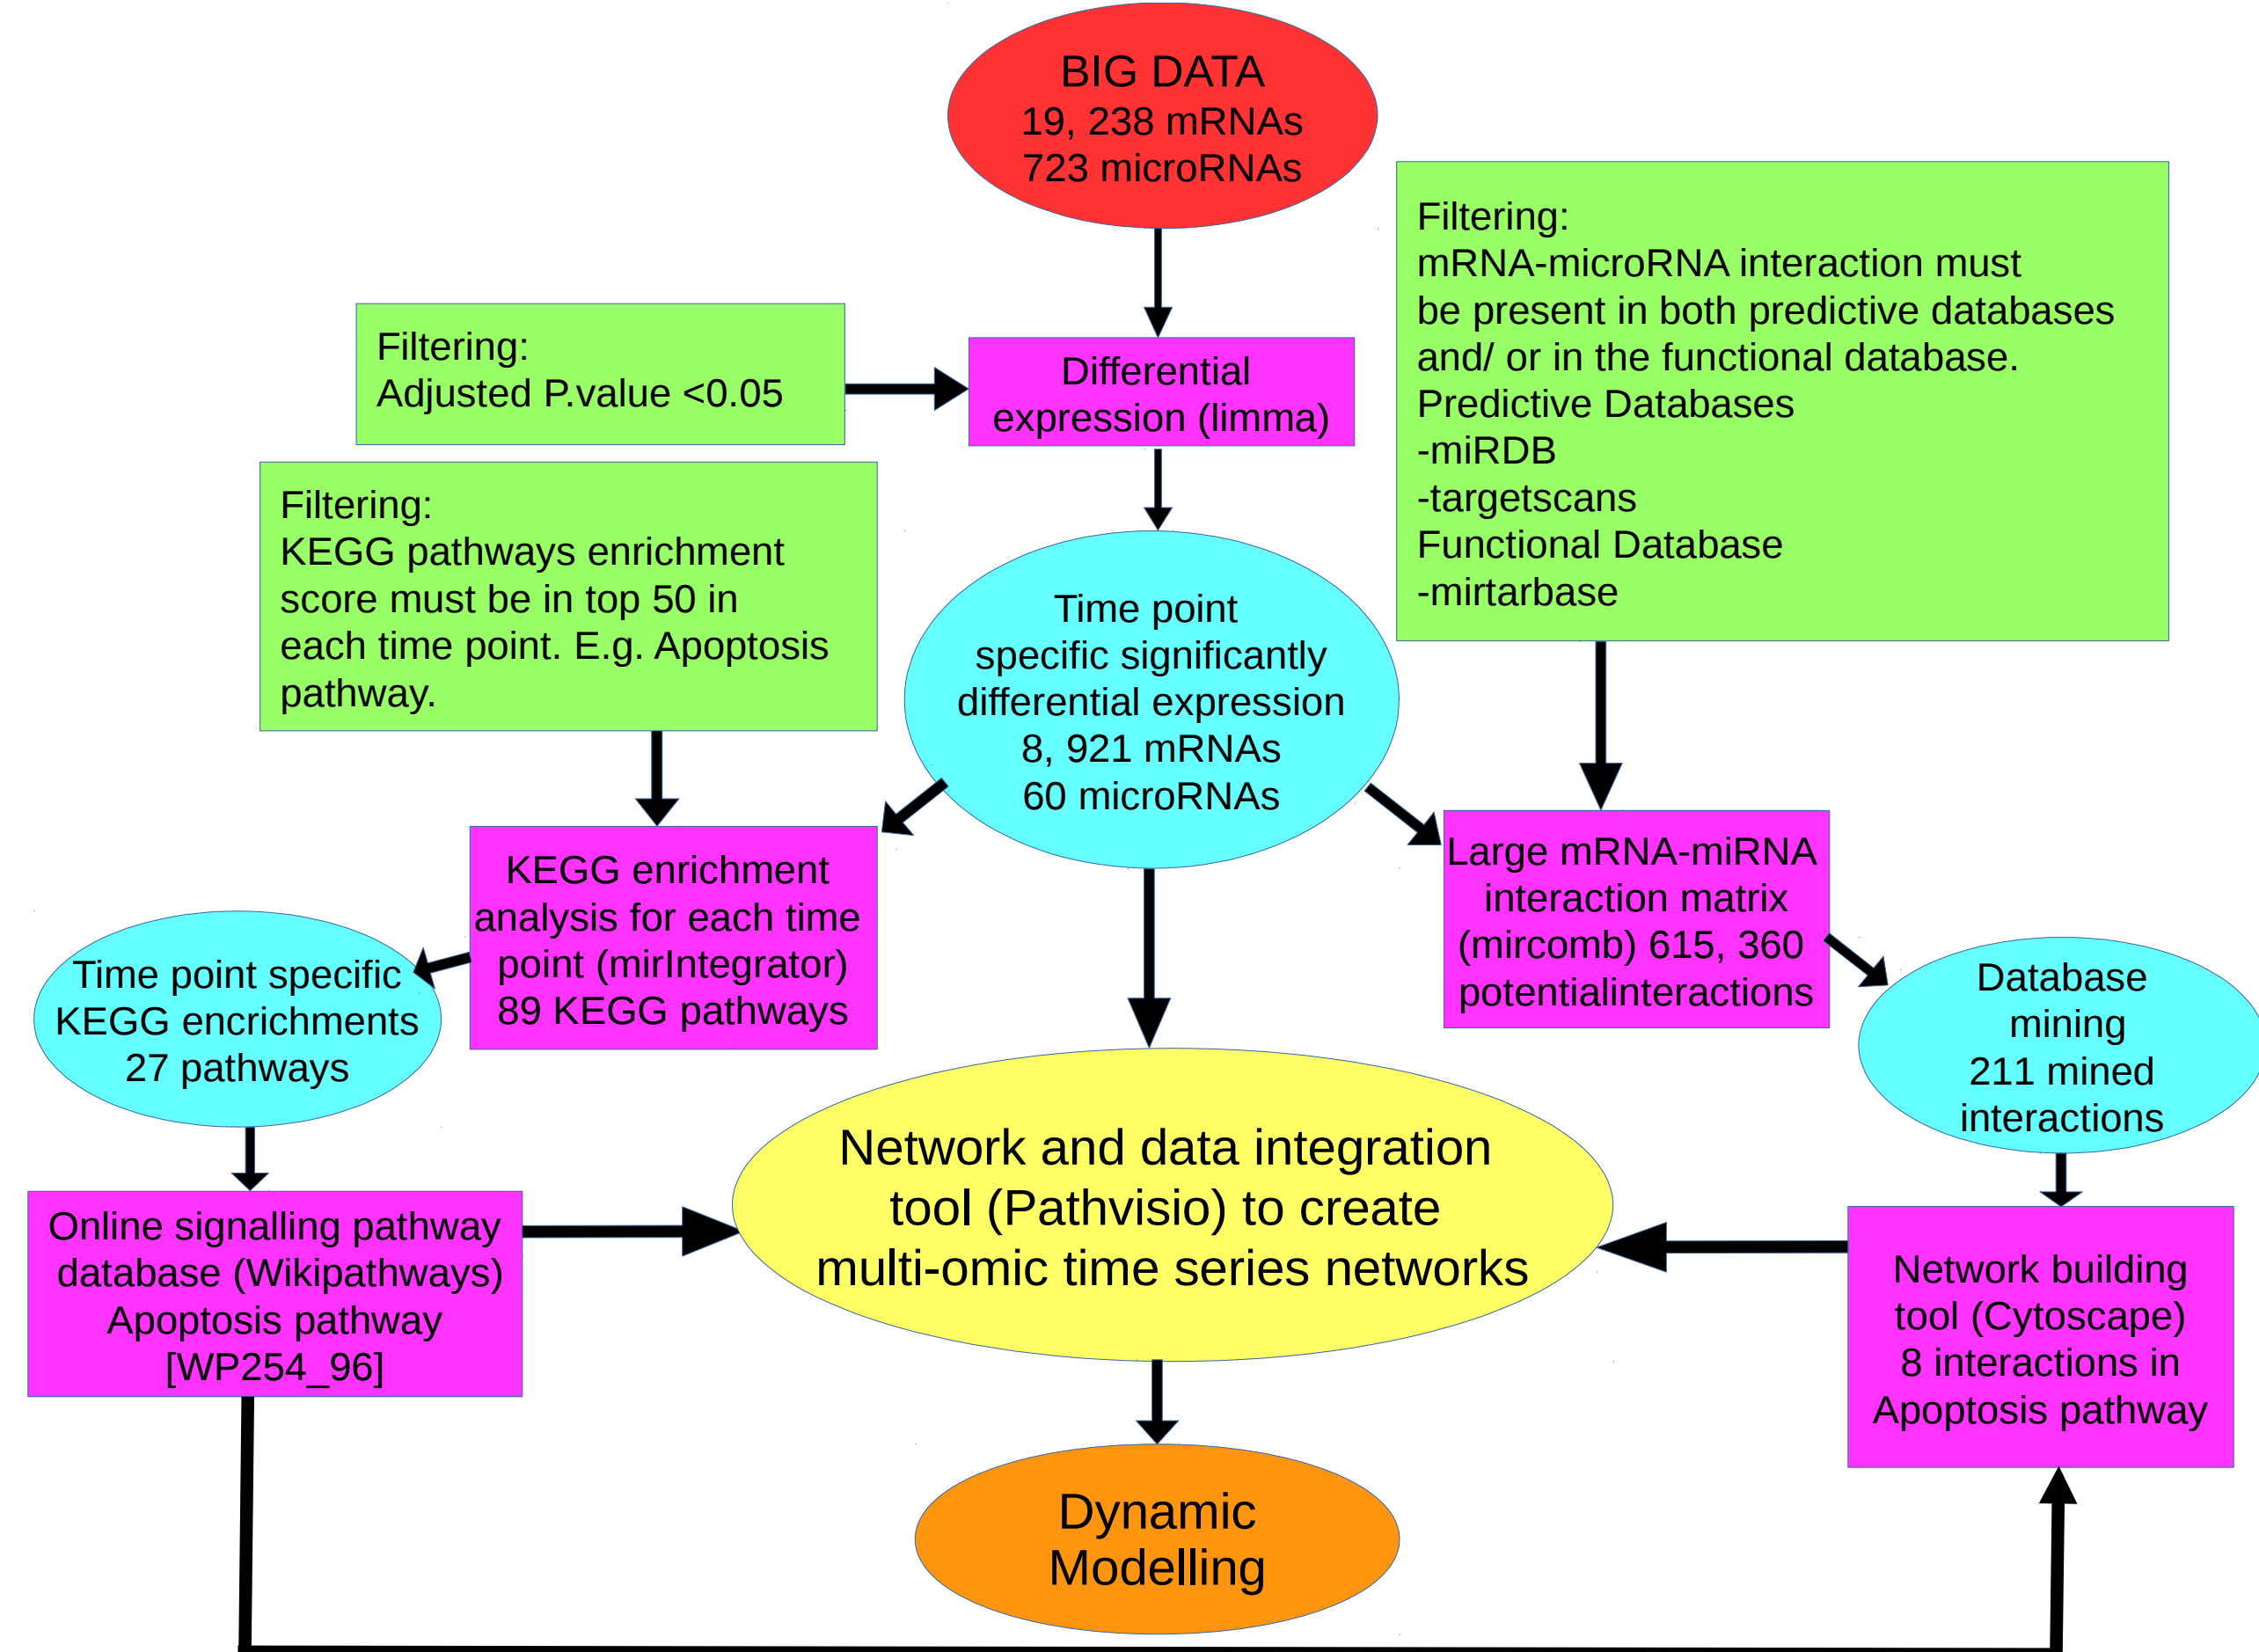 BIG DATA
19, 238 mRNAs
723 microRNAs
Filtering:
mRNA-microRNA interaction must
be present in both predictive databases
and/ or in the functional database.
Predictive Databases
-miRDB
-targetscans
Functional Database
-mirtarbase
Filtering:
Adjusted P.value <0.05
Differential
expression (limma)
Filtering:
KEGG pathways enrichment
score must be in top 50 in
each time point. E.g. Apoptosis
pathway.
Time point
specific significantly
differential expression
8, 921 mRNAs
60 microRNAs
KEGG enrichment
analysis for each time
point (mirIntegrator)
89 KEGG pathways
Large mRNA-miRNA
interaction matrix
(mircomb) 615, 360
potentialinteractions
Time point specific
KEGG encrichments
27 pathways
Database
mining
211 mined
interactions
Network and data integration
tool (Pathvisio) to create
multi-omic time series networks
Online signalling pathway
database (Wikipathways)
Apoptosis pathway
[WP254_96]
Network building
tool (Cytoscape)
8 interactions in
Apoptosis pathway
Dynamic
Modelling